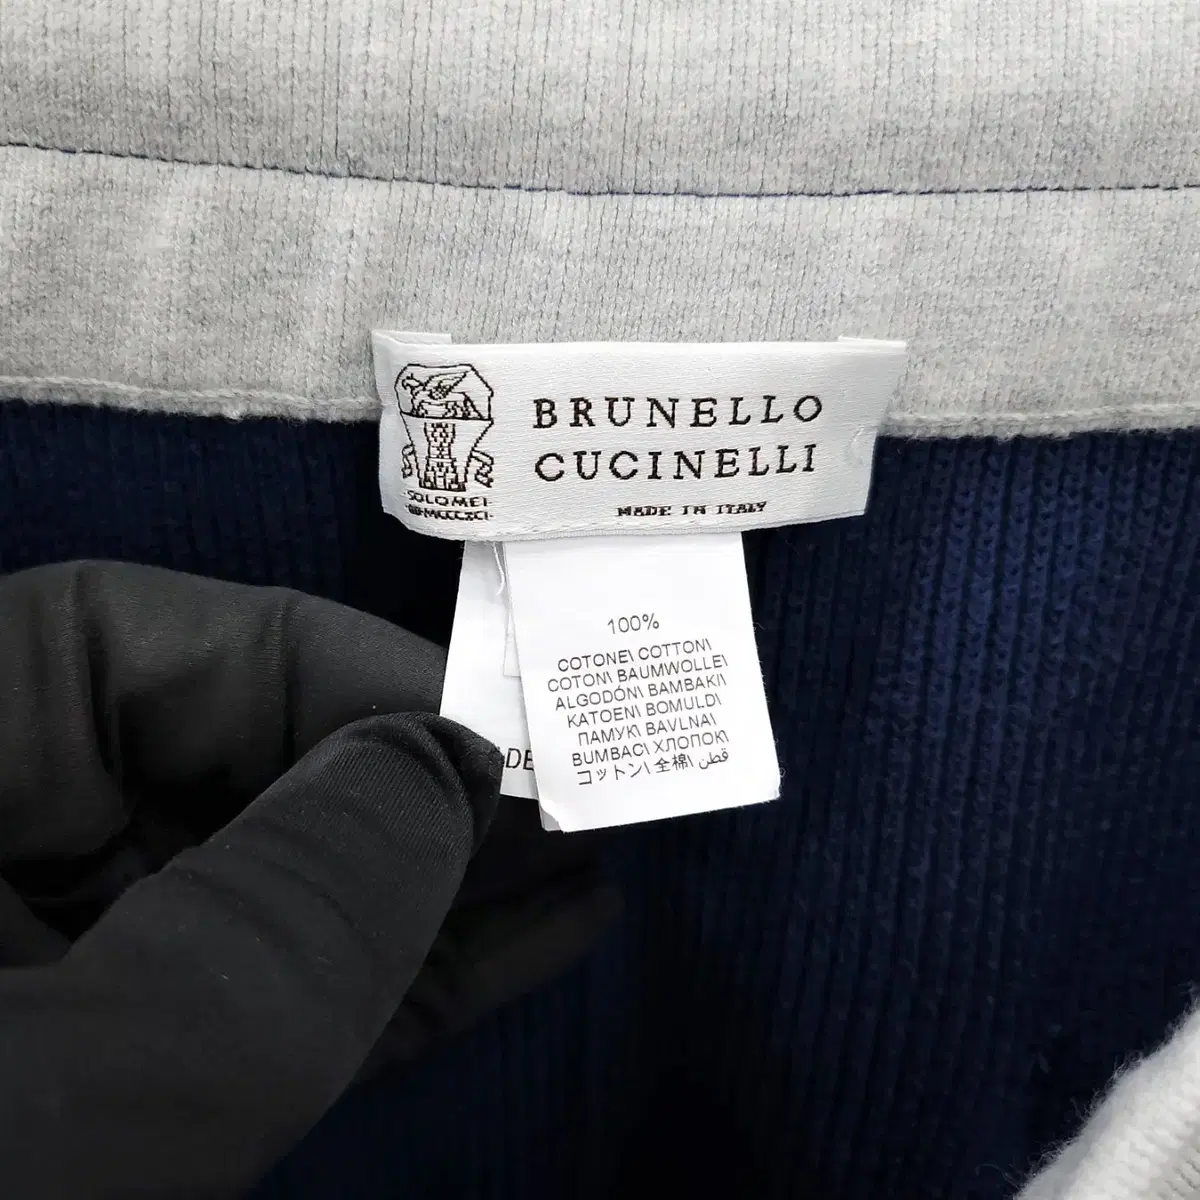 BRUNELLO
CUCINELLI
MADE IN ITALY
SOLOMEI
100%
COTONE\ COTTON\
COTON\ BAUMWOLLE\
ALGODÓN\ BAMBAKI\
KATOEN\ BOMULD\
ПАМУК\ BAVLNA\
BUMBAC\ ХЛОПОК\
コットン\ 全棉\ قطن